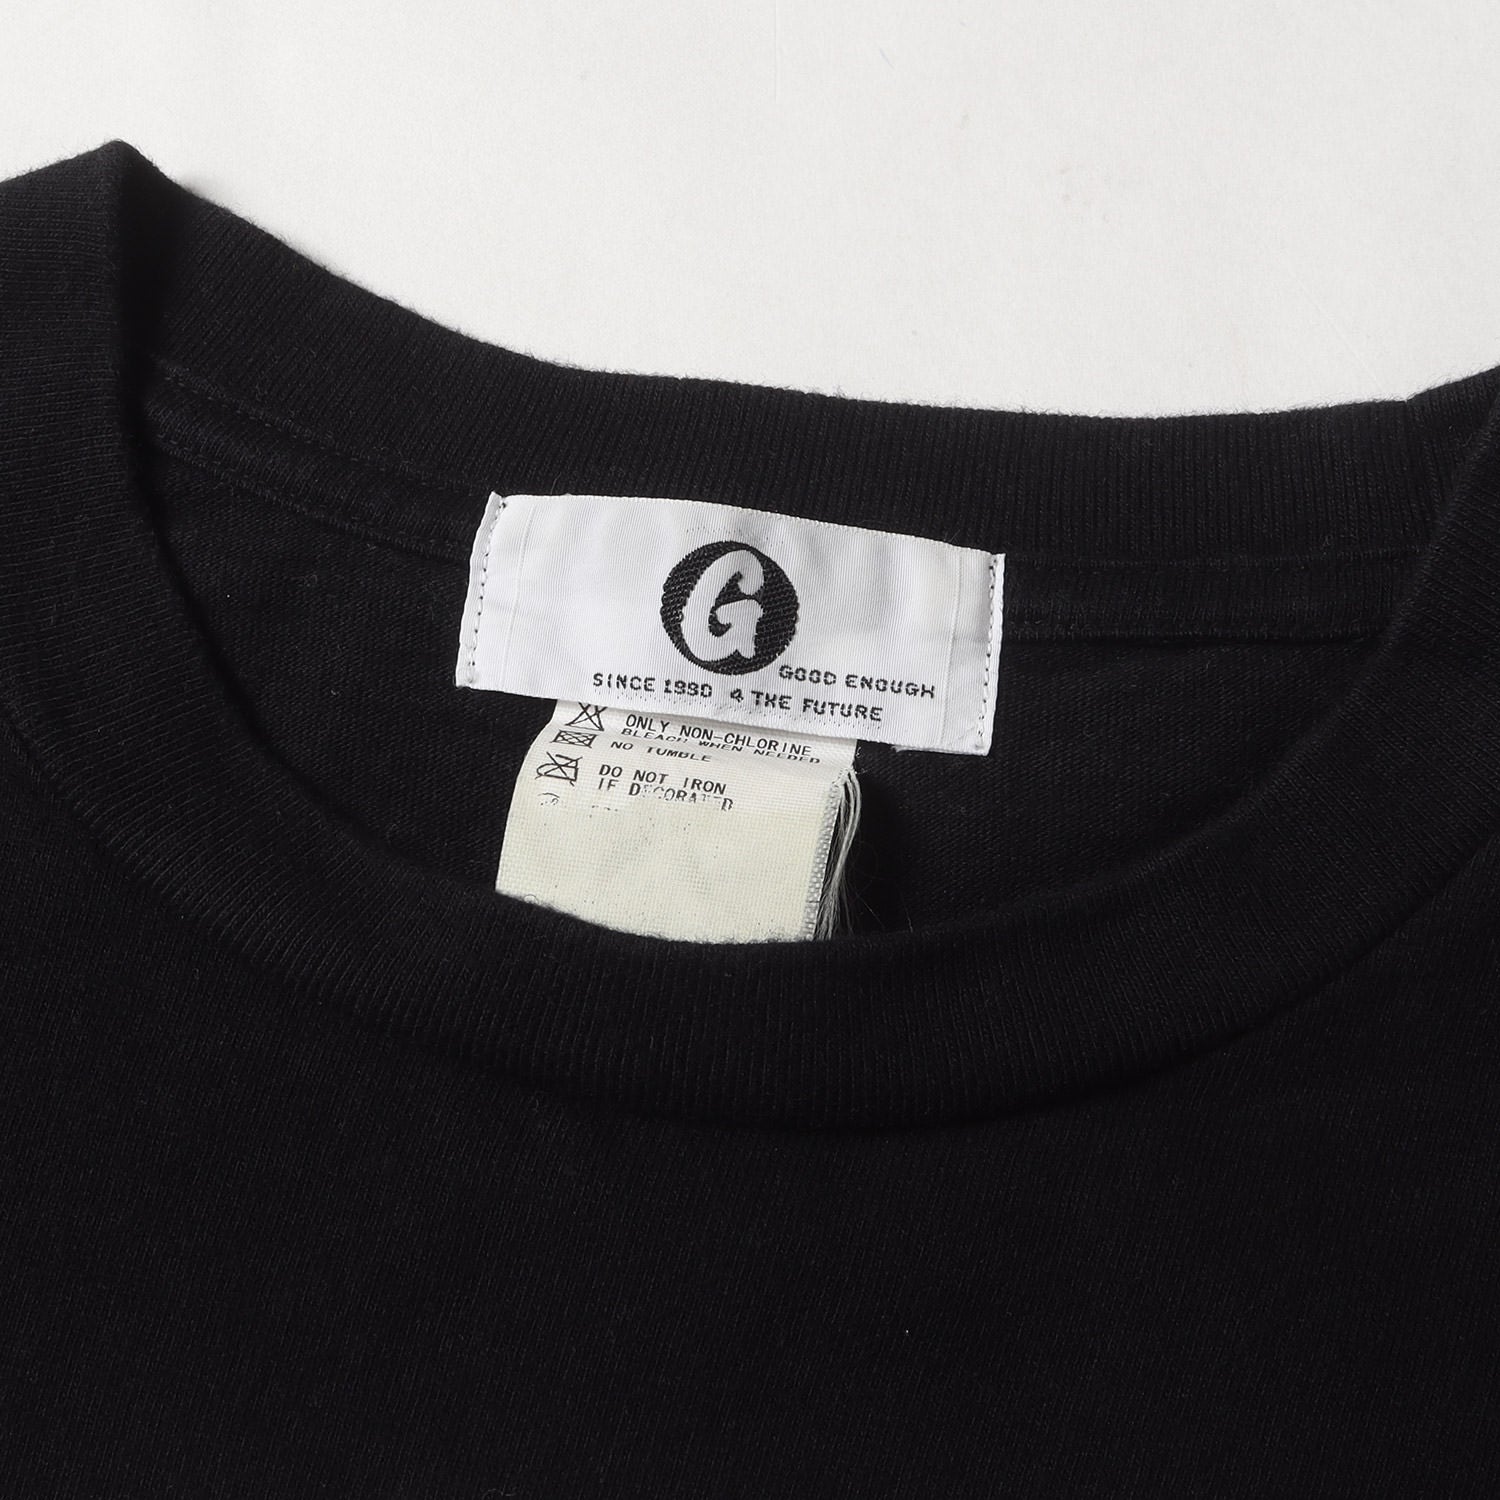 G
GOOD ENOUGH
SINCE 1990 4 THE FUTURE
ONLY NON-CHLORINE
BLEACH WHEN NEEDED
NO TUMBLE
DO NOT IRON
IF DECORATED